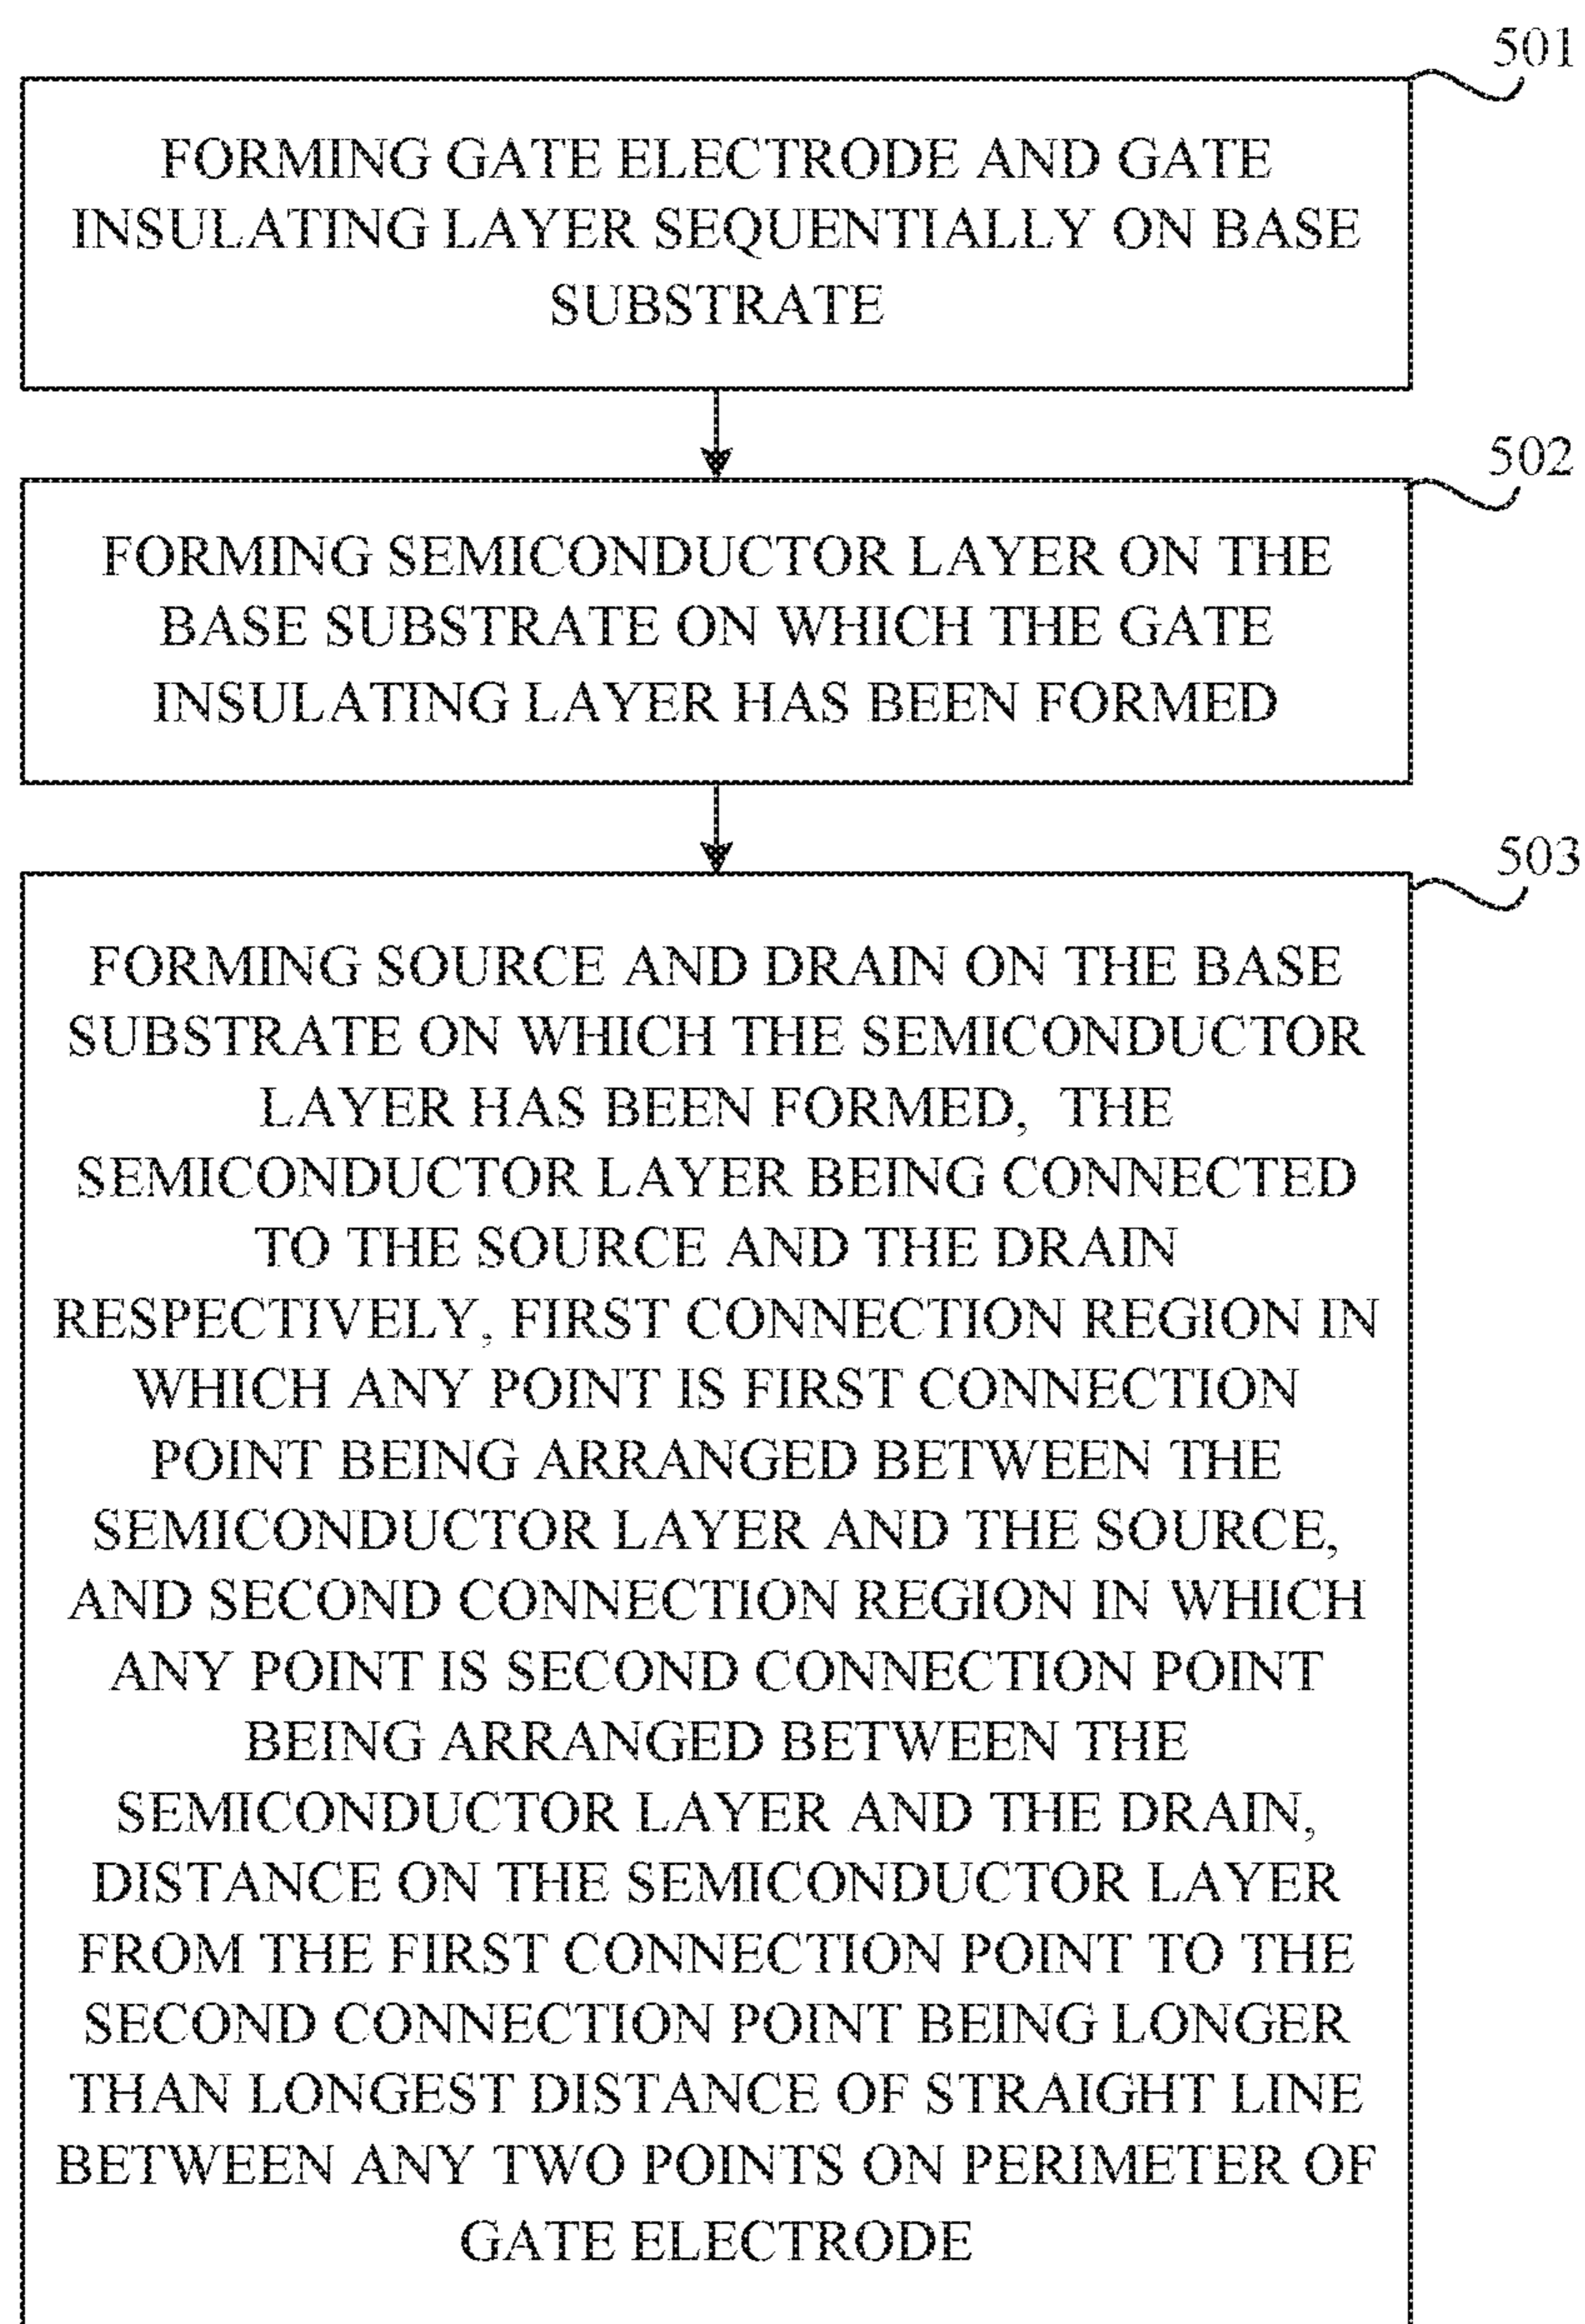 501
FORMING GATE ELECTRODE AND GATE
INSULATING LAYER SEQUENTIALLY ON BASE
SUBSTRATE
502
FORMING SEMICONDUCTOR LAYER ON THE
BASE SUBSTRATE ON WHICH THE GATE
INSULATING LAYER HAS BEEN FORMED
503
FORMING SOURCE AND DRAIN ON THE BASE
SUBSTRATE ON WHICH THE SEMICONDUCTOR
LAYER HAS BEEN FORMED, THE
SEMICONDUCTOR LAYER BEING CONNECTED
TO THE SOURCE AND THE DRAIN
RESPECTIVELY, FIRST CONNECTION REGION IN
WHICH ANY POINT IS FIRST CONNECTION
POINT BEING ARRANGED BETWEEN THE
SEMICONDUCTOR LAYER AND THE SOURCE,
AND SECOND CONNECTION REGION IN WHICH
ANY POINT IS SECOND CONNECTION POINT
BEING ARRANGED BETWEEN THE
SEMICONDUCTOR LAYER AND THE DRAIN,
DISTANCE ON THE SEMICONDUCTOR LAYER
FROM THE FIRST CONNECTION POINT TO THE
SECOND CONNECTION POINT BEING LONGER
THAN LONGEST DISTANCE OF STRAIGHT LINE
BETWEEN ANY TWO POINTS ON PERIMETER OF
GATE ELECTRODE